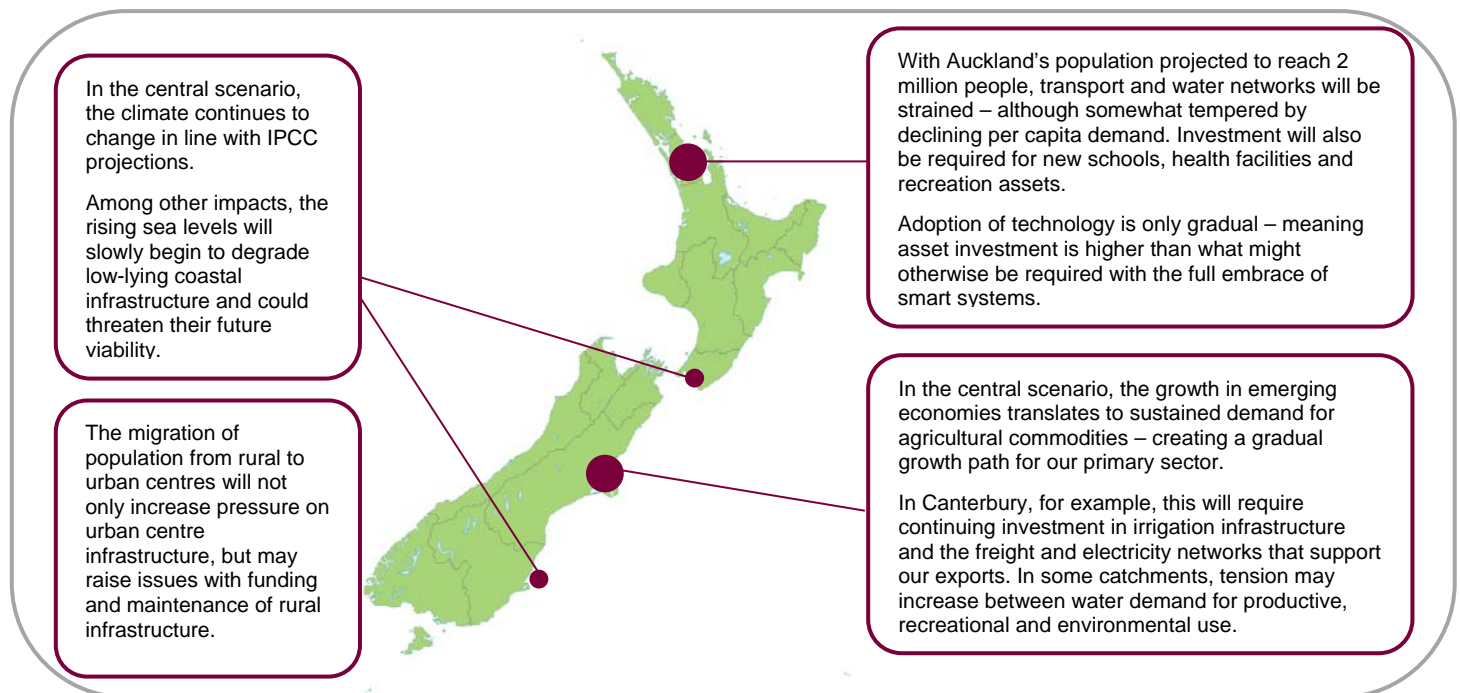 In the central scenario,
the climate continues to
change in line with IPCC
projections.
Among other impacts, the
rising sea levels will
slowly begin to degrade
low-lying coastal
infrastructure and could
threaten their future
viability.
The migration of
population from rural to
urban centres will not
only increase pressure on
urban centre
infrastructure, but may
raise issues with funding
and maintenance of rural
infrastructure.
With Auckland’s population projected to reach 2
million people, transport and water networks will be
strained – although somewhat tempered by
declining per capita demand. Investment will also
be required for new schools, health facilities and
recreation assets.
Adoption of technology is only gradual – meaning
asset investment is higher than what might
otherwise be required with the full embrace of
smart systems.
In the central scenario, the growth in emerging
economies translates to sustained demand for
agricultural commodities – creating a gradual
growth path for our primary sector.
In Canterbury, for example, this will require
continuing investment in irrigation infrastructure
and the freight and electricity networks that support
our exports. In some catchments, tension may
increase between water demand for productive,
recreational and environmental use.